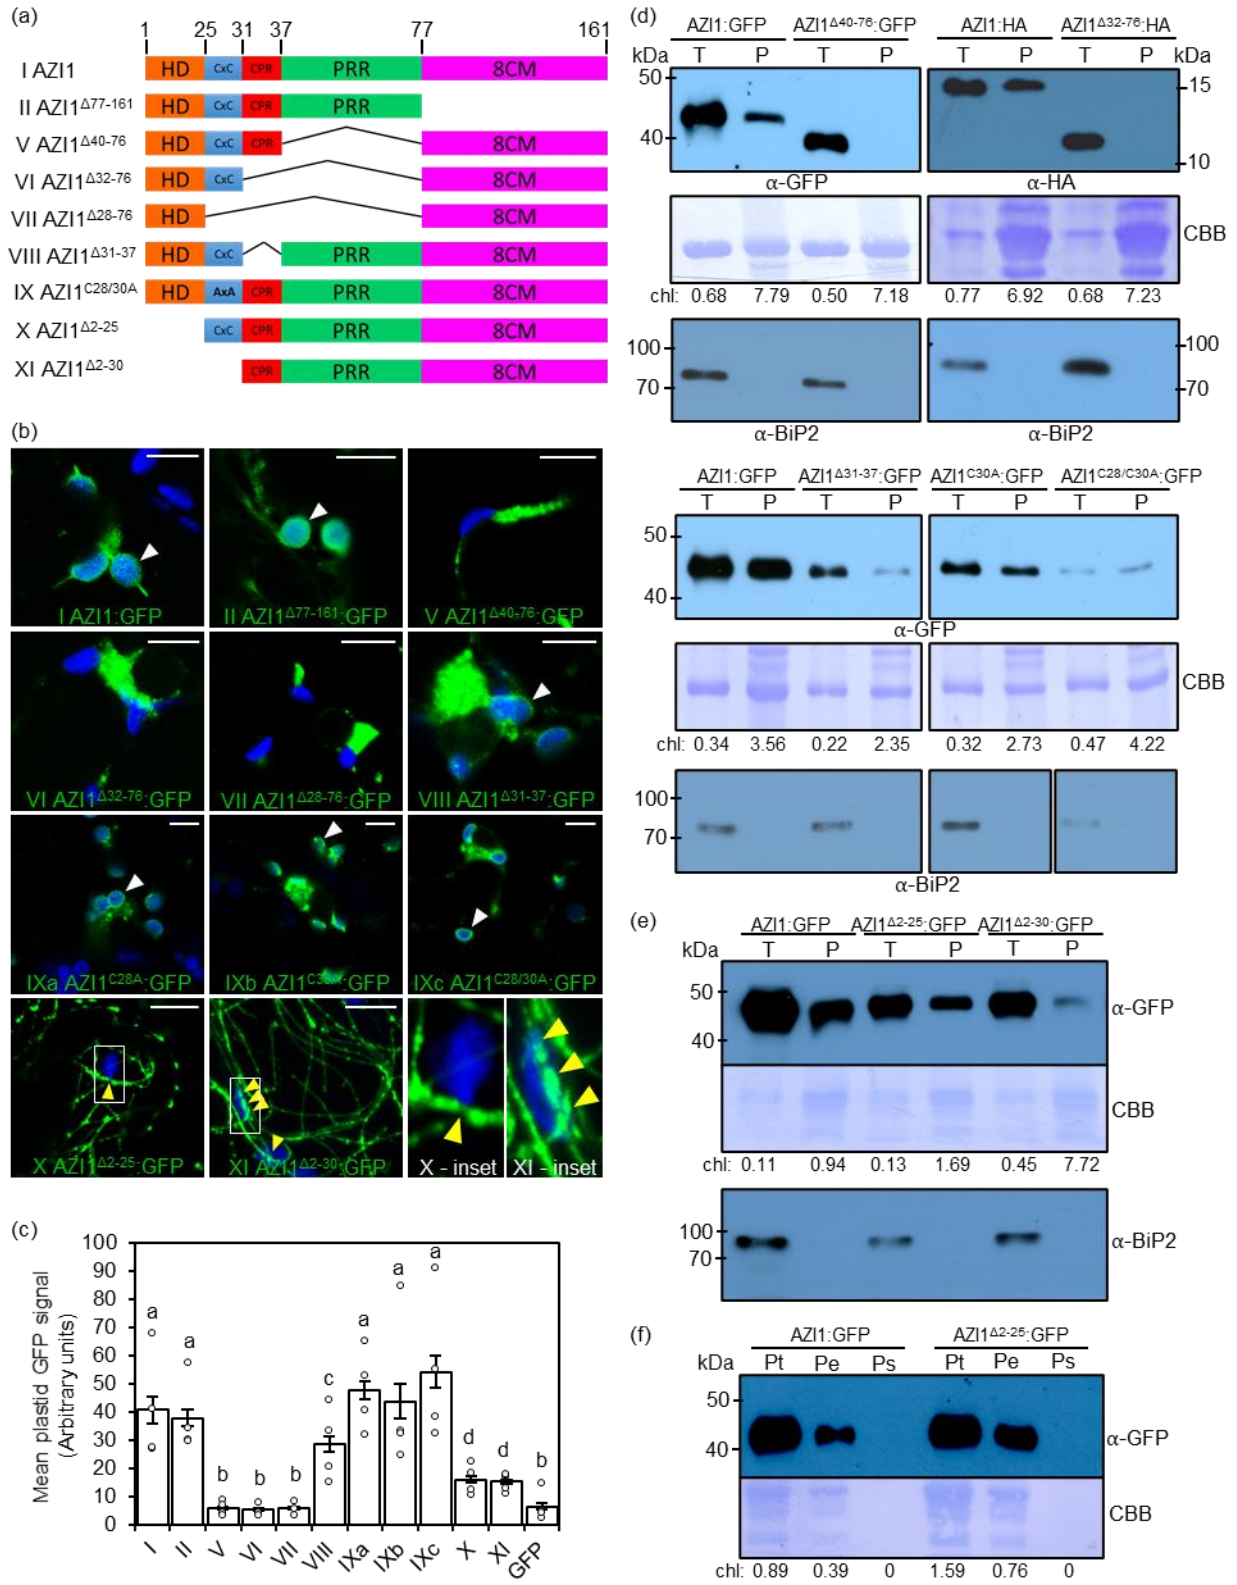 (a)
1 25 31 37 77 161
I AZI1 HD CxC CPR PRR 8CM
II AZI1Δ77-161 HD CxC CPR PRR
V AZI1Δ40-76 HD CxC CPR 8CM
VI AZI1Δ32-76 HD CxC 8CM
VII AZI1Δ28-76 HD 8CM
VIII AZI1Δ31-37 HD CxC PRR 8CM
IX AZI1C28/30A HD AxA CPR PRR 8CM
X AZI1Δ2-25 CxC CPR PRR 8CM
XI AZI1Δ2-30 CPR PRR 8CM
(b)
I AZI1:GFP II AZI1Δ77-161:GFP V AZI1Δ40-76:GFP
VI AZI1Δ32-76:GFP VII AZI1Δ28-76:GFP VIII AZI1Δ31-37:GFP
IXa AZI1C28A:GFP IXb AZI1C30A:GFP IXc AZI1C28/30A:GFP
X AZI1Δ2-25:GFP XI AZI1Δ2-30:GFP X - inset XI - inset
(c)
Mean plastid GFP signal
(Arbitrary units)
100
90
80
70
60
50
40
30
20
10
0
a a b b b c a a a d d b
I II V VI VII VIII IXa IXb IXc X XI GFP
(d)
AZI1:GFP AZI1Δ40-76:GFP AZI1:HA AZI1Δ32-76:HA
kDa T P T P T P T P kDa
50 15
40 10
α-GFP α-HA
CBB
chl: 0.68 7.79 0.50 7.18 0.77 6.92 0.68 7.23
100 100
70 70
α-BiP2 α-BiP2
AZI1:GFP AZI1Δ31-37:GFP AZI1C30A:GFP AZI1C28/C30A:GFP
T P T P T P T P
50
40
α-GFP
CBB
chl: 0.34 3.56 0.22 2.35 0.32 2.73 0.47 4.22
100
70
α-BiP2
(e)
AZI1:GFP AZI1Δ2-25:GFP AZI1Δ2-30:GFP
kDa T P T P T P
50
40
α-GFP
CBB
chl: 0.11 0.94 0.13 1.69 0.45 7.72
100
70
α-BiP2
(f)
AZI1:GFP AZI1Δ2-25:GFP
kDa Pt Pe Ps Pt Pe Ps
50
40
α-GFP
CBB
chl: 0.89 0.39 0 1.59 0.76 0